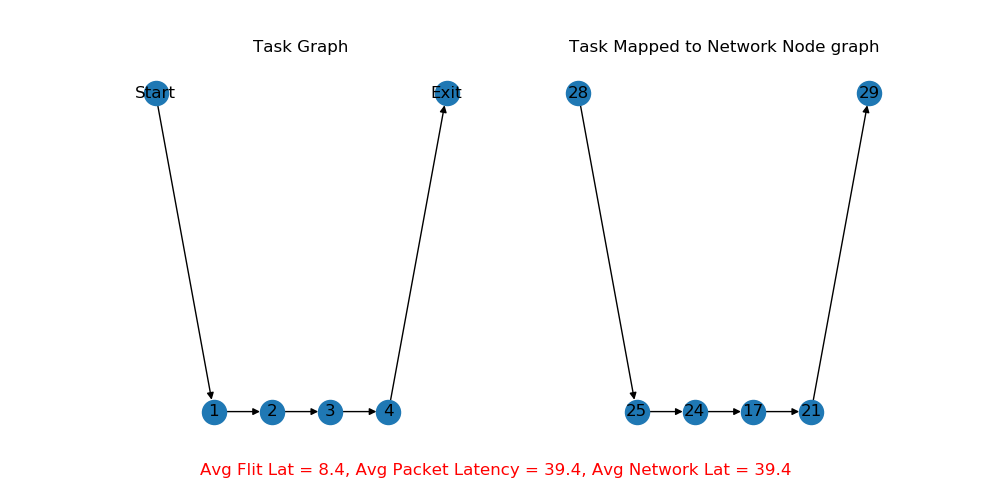 Task Graph
Task Mapped to Network Node graph
Start
Exit
28
29
1
2
3
4
25
24
17
21
Avg Flit Lat = 8.4, Avg Packet Latency = 39.4, Avg Network Lat = 39.4